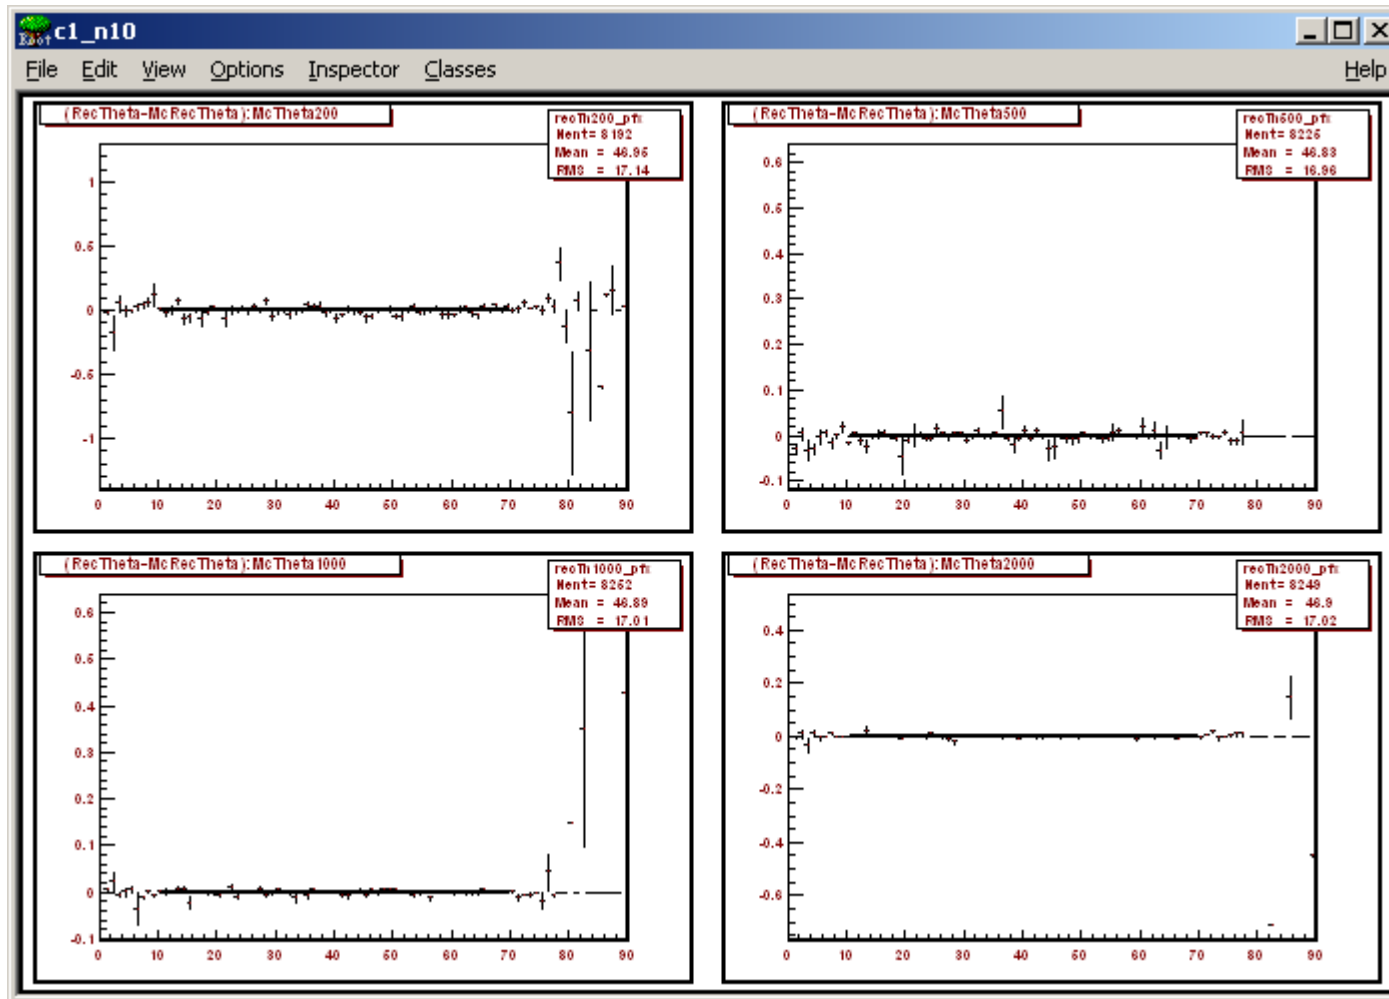 c1_n10
File Edit View Options Inspector Classes Help
(RecTheta-McRecTheta):McTheta200
recTh200_pfx
Nent= 8192
Mean = 46.95
RMS = 17.14
1
0.5
0
-0.5
-1
0 10 20 30 40 50 60 70 80 90
(RecTheta-McRecTheta):McTheta500
recTh500_pfx
Nent= 8225
Mean = 46.83
RMS = 16.96
0.6
0.5
0.4
0.3
0.2
0.1
0
-0.1
0 10 20 30 40 50 60 70 80 90
(RecTheta-McRecTheta):McTheta1000
recTh1000_pfx
Nent= 8252
Mean = 46.89
RMS = 17.01
0.6
0.5
0.4
0.3
0.2
0.1
0
-0.1
0 10 20 30 40 50 60 70 80 90
(RecTheta-McRecTheta):McTheta2000
recTh2000_pfx
Nent= 8249
Mean = 46.9
RMS = 17.02
0.4
0.2
0
-0.2
-0.4
-0.6
0 10 20 30 40 50 60 70 80 90